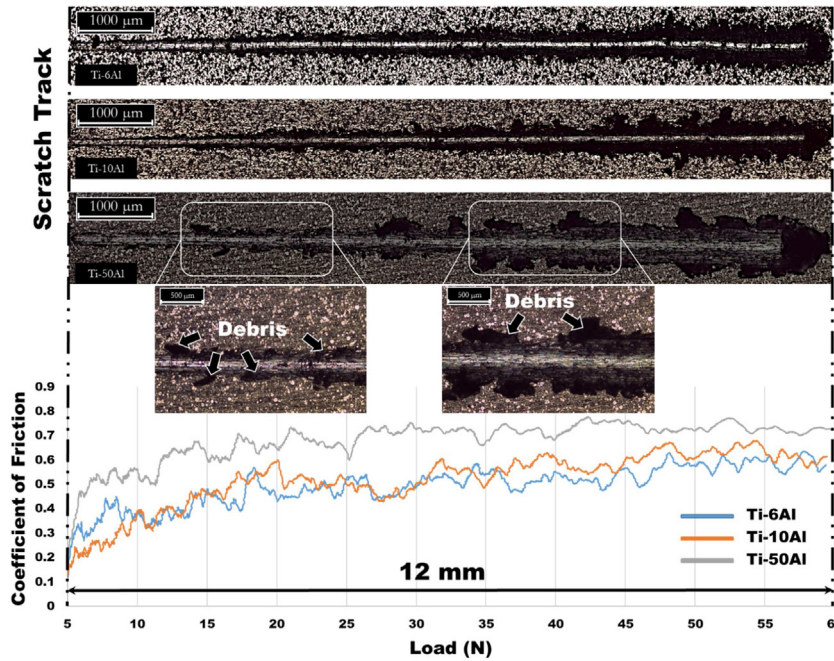 Scratch Track
1000 µm
Ti-6Al
1000 µm
Ti-10Al
1000 µm
Ti-50Al
500 µm
Debris
500 µm
Debris
Coefficient of Friction
0.9
0.8
0.7
0.6
0.5
0.4
0.3
0.2
0.1
0
Ti-6Al
Ti-10Al
Ti-50Al
12 mm
5 10 15 20 25 30 35 40 45 50 55 6
Load (N)